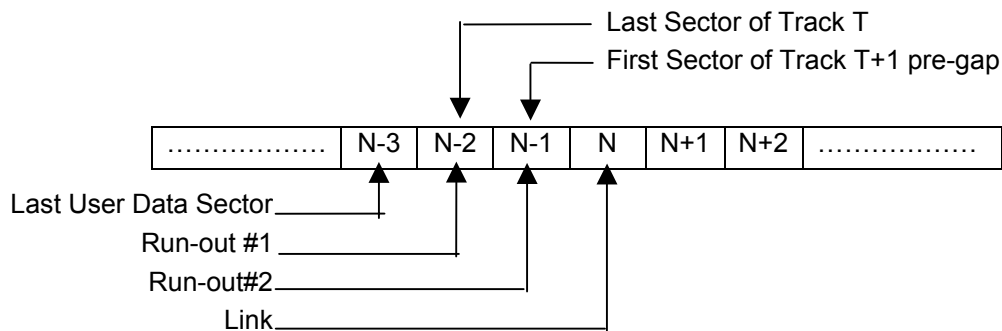 Last Sector of Track T
First Sector of Track T+1 pre-gap
.................. N-3 N-2 N-1 N N+1 N+2 ..................
Last User Data Sector
Run-out #1
Run-out#2
Link